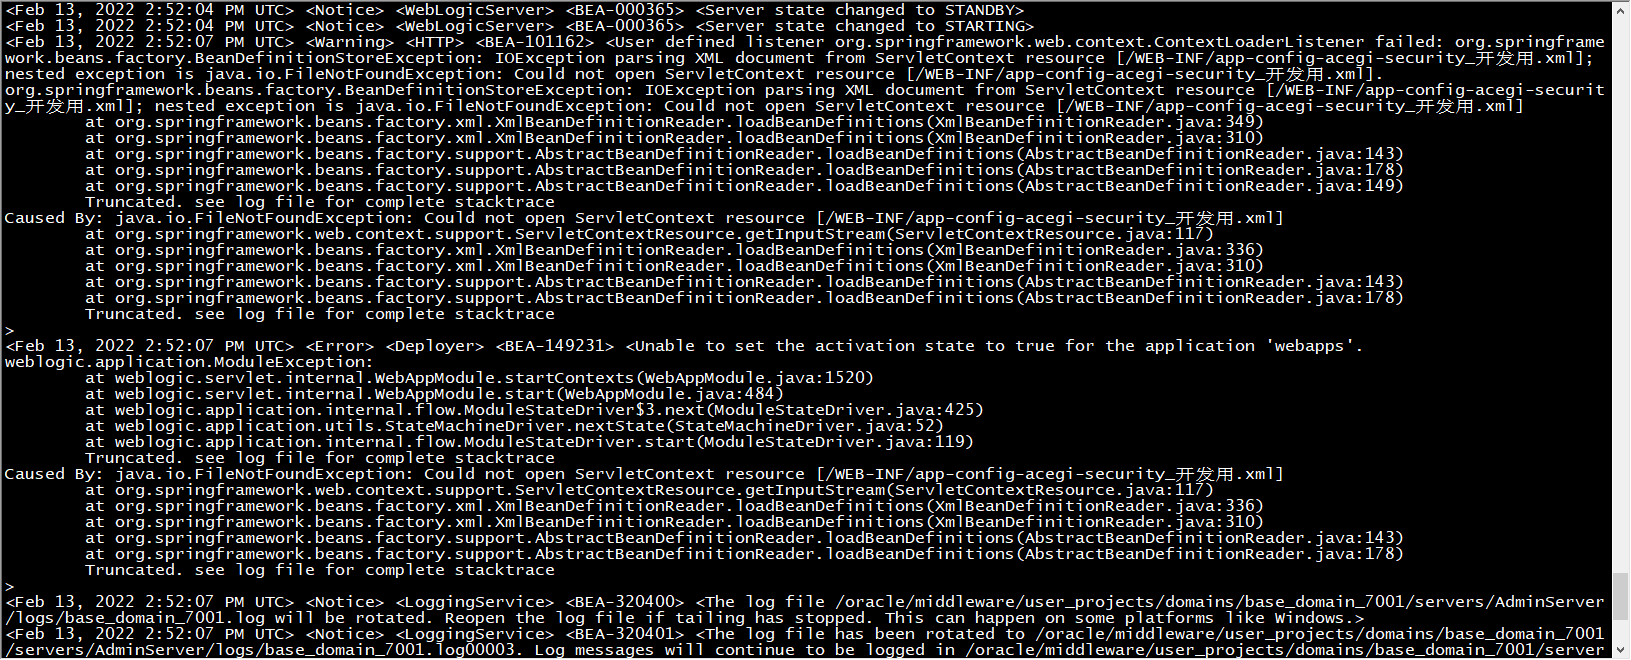 <Feb 13, 2022 2:52:04 PM UTC> <Notice> <WebLogicServer> <BEA-000365> <Server state changed to STANDBY>
<Feb 13, 2022 2:52:04 PM UTC> <Notice> <WebLogicServer> <BEA-000365> <Server state changed to STARTING>
<Feb 13, 2022 2:52:07 PM UTC> <Warning> <HTTP> <BEA-101162> <User defined listener org.springframework.web.context.ContextLoaderListener failed: org.springframe
work.beans.factory.BeanDefinitionStoreException: IOException parsing XML document from ServletContext resource [/WEB-INF/app-config-acegi-security_开发用.xml];
nested exception is java.io.FileNotFoundException: Could not open ServletContext resource [/WEB-INF/app-config-acegi-security_开发用.xml].
org.springframework.beans.factory.BeanDefinitionStoreException: IOException parsing XML document from ServletContext resource [/WEB-INF/app-config-acegi-securit
y_开发用.xml]; nested exception is java.io.FileNotFoundException: Could not open ServletContext resource [/WEB-INF/app-config-acegi-security_开发用.xml]
        at org.springframework.beans.factory.xml.XmlBeanDefinitionReader.loadBeanDefinitions(XmlBeanDefinitionReader.java:349)
        at org.springframework.beans.factory.xml.XmlBeanDefinitionReader.loadBeanDefinitions(XmlBeanDefinitionReader.java:310)
        at org.springframework.beans.factory.support.AbstractBeanDefinitionReader.loadBeanDefinitions(AbstractBeanDefinitionReader.java:143)
        at org.springframework.beans.factory.support.AbstractBeanDefinitionReader.loadBeanDefinitions(AbstractBeanDefinitionReader.java:178)
        at org.springframework.beans.factory.support.AbstractBeanDefinitionReader.loadBeanDefinitions(AbstractBeanDefinitionReader.java:149)
        Truncated. see log file for complete stacktrace
Caused By: java.io.FileNotFoundException: Could not open ServletContext resource [/WEB-INF/app-config-acegi-security_开发用.xml]
        at org.springframework.web.context.support.ServletContextResource.getInputStream(ServletContextResource.java:117)
        at org.springframework.beans.factory.xml.XmlBeanDefinitionReader.loadBeanDefinitions(XmlBeanDefinitionReader.java:336)
        at org.springframework.beans.factory.xml.XmlBeanDefinitionReader.loadBeanDefinitions(XmlBeanDefinitionReader.java:310)
        at org.springframework.beans.factory.support.AbstractBeanDefinitionReader.loadBeanDefinitions(AbstractBeanDefinitionReader.java:143)
        at org.springframework.beans.factory.support.AbstractBeanDefinitionReader.loadBeanDefinitions(AbstractBeanDefinitionReader.java:178)
        Truncated. see log file for complete stacktrace
>
<Feb 13, 2022 2:52:07 PM UTC> <Error> <Deployer> <BEA-149231> <Unable to set the activation state to true for the application 'webapps'.
weblogic.application.ModuleException:
        at weblogic.servlet.internal.WebAppModule.startContexts(WebAppModule.java:1520)
        at weblogic.servlet.internal.WebAppModule.start(WebAppModule.java:484)
        at weblogic.application.internal.flow.ModuleStateDriver$3.next(ModuleStateDriver.java:425)
        at weblogic.application.utils.StateMachineDriver.nextState(StateMachineDriver.java:52)
        at weblogic.application.internal.flow.ModuleStateDriver.start(ModuleStateDriver.java:119)
        Truncated. see log file for complete stacktrace
Caused By: java.io.FileNotFoundException: Could not open ServletContext resource [/WEB-INF/app-config-acegi-security_开发用.xml]
        at org.springframework.web.context.support.ServletContextResource.getInputStream(ServletContextResource.java:117)
        at org.springframework.beans.factory.xml.XmlBeanDefinitionReader.loadBeanDefinitions(XmlBeanDefinitionReader.java:336)
        at org.springframework.beans.factory.xml.XmlBeanDefinitionReader.loadBeanDefinitions(XmlBeanDefinitionReader.java:310)
        at org.springframework.beans.factory.support.AbstractBeanDefinitionReader.loadBeanDefinitions(AbstractBeanDefinitionReader.java:143)
        at org.springframework.beans.factory.support.AbstractBeanDefinitionReader.loadBeanDefinitions(AbstractBeanDefinitionReader.java:178)
        Truncated. see log file for complete stacktrace
>
<Feb 13, 2022 2:52:07 PM UTC> <Notice> <LoggingService> <BEA-320400> <The log file /oracle/middleware/user_projects/domains/base_domain_7001/servers/AdminServer
/logs/base_domain_7001.log will be rotated. Reopen the log file if tailing has stopped. This can happen on some platforms like Windows.>
<Feb 13, 2022 2:52:07 PM UTC> <Notice> <LoggingService> <BEA-320401> <The log file has been rotated to /oracle/middleware/user_projects/domains/base_domain_7001
/servers/AdminServer/logs/base_domain_7001.log00003. Log messages will continue to be logged in /oracle/middleware/user_projects/domains/base_domain_7001/server